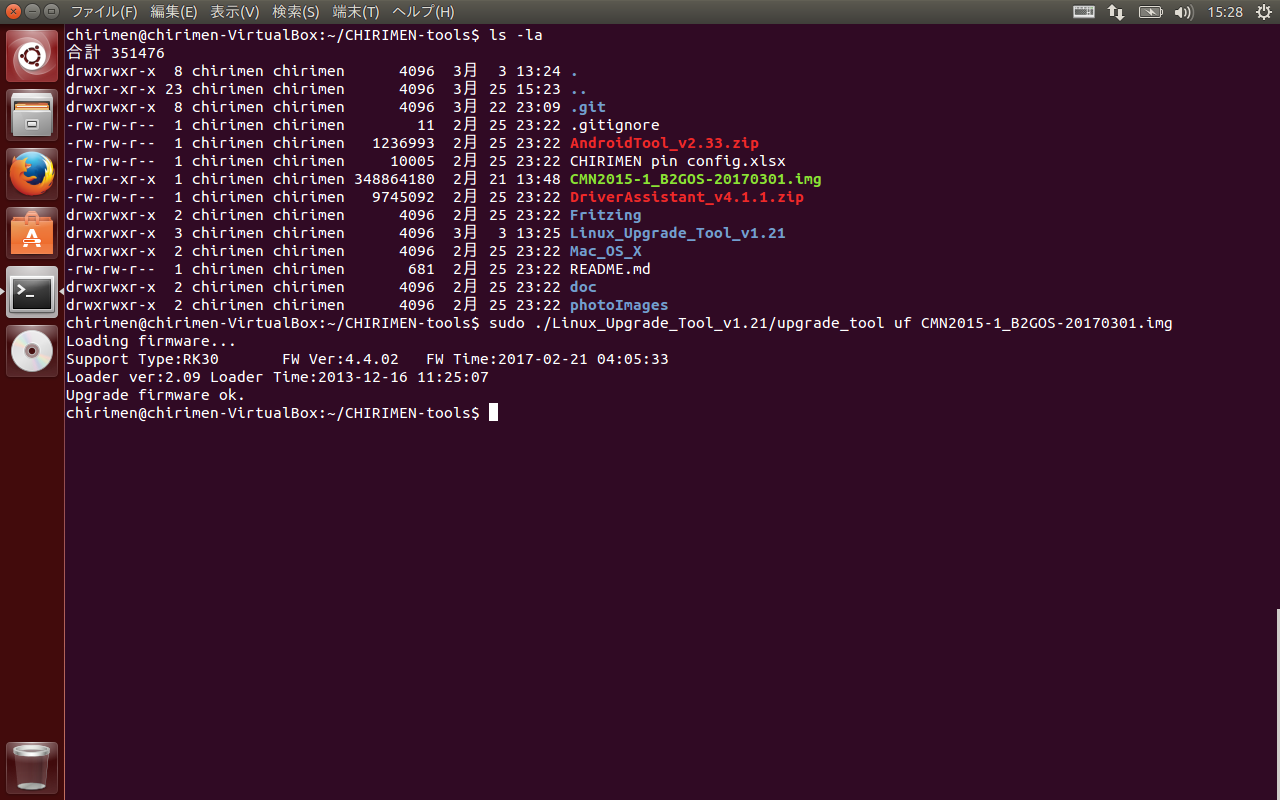 ファイル(F) 編集(E) 表示(V) 検索(S) 端末(T) ヘルプ(H) 15:28
chirimen@chirimen-VirtualBox:~/CHIRIMEN-tools$ ls -la
合計 351476
drwxrwxr-x  8 chirimen chirimen      4096  3月  3 13:24 .
drwxr-xr-x 23 chirimen chirimen      4096  3月 25 15:23 ..
drwxrwxr-x  8 chirimen chirimen      4096  3月 22 23:09 .git
-rw-rw-r--  1 chirimen chirimen        11  2月 25 23:22 .gitignore
-rw-rw-r--  1 chirimen chirimen   1236993  2月 25 23:22 AndroidTool_v2.33.zip
-rw-rw-r--  1 chirimen chirimen     10005  2月 25 23:22 CHIRIMEN pin config.xlsx
-rwxr-xr-x  1 chirimen chirimen 348864180  2月 21 13:48 CMN2015-1_B2GOS-20170301.img
-rw-rw-r--  1 chirimen chirimen   9745092  2月 25 23:22 DriverAssistant_v4.1.1.zip
drwxrwxr-x  2 chirimen chirimen      4096  2月 25 23:22 Fritzing
drwxrwxr-x  3 chirimen chirimen      4096  3月  3 13:25 Linux_Upgrade_Tool_v1.21
drwxrwxr-x  2 chirimen chirimen      4096  2月 25 23:22 Mac_OS_X
-rw-rw-r--  1 chirimen chirimen       681  2月 25 23:22 README.md
drwxrwxr-x  2 chirimen chirimen      4096  2月 25 23:22 doc
drwxrwxr-x  2 chirimen chirimen      4096  2月 25 23:22 photoImages
chirimen@chirimen-VirtualBox:~/CHIRIMEN-tools$ sudo ./Linux_Upgrade_Tool_v1.21/upgrade_tool uf CMN2015-1_B2GOS-20170301.img
Loading firmware...
Support Type:RK30       FW Ver:4.4.02   FW Time:2017-02-21 04:05:33
Loader ver:2.09 Loader Time:2013-12-16 11:25:07
Upgrade firmware ok.
chirimen@chirimen-VirtualBox:~/CHIRIMEN-tools$